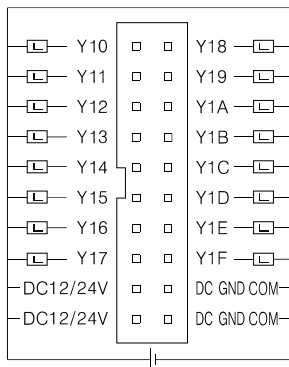 L Y10 Y18 L
L Y11 Y19 L
L Y12 Y1A L
L Y13 Y1B L
L Y14 Y1C L
L Y15 Y1D L
L Y16 Y1E L
L Y17 Y1F L
DC12/24V DC GND COM
DC12/24V DC GND COM